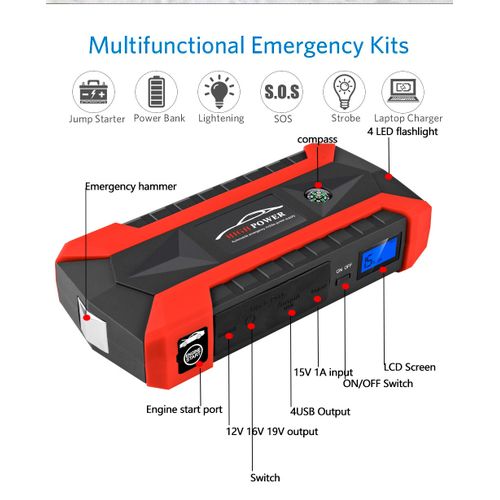 Multifunctional Emergency Kits
S.O.S
Jump Starter Power Bank Lightening SOS Strobe Laptop Charger
4 LED flashlight
compass
Emergency hammer
HIGH POWER
ON OFF
ENGINE START
LCD Screen
15V 1A input
ON/OFF Switch
Engine start port
4USB Output
12V 16V 19V output
Switch